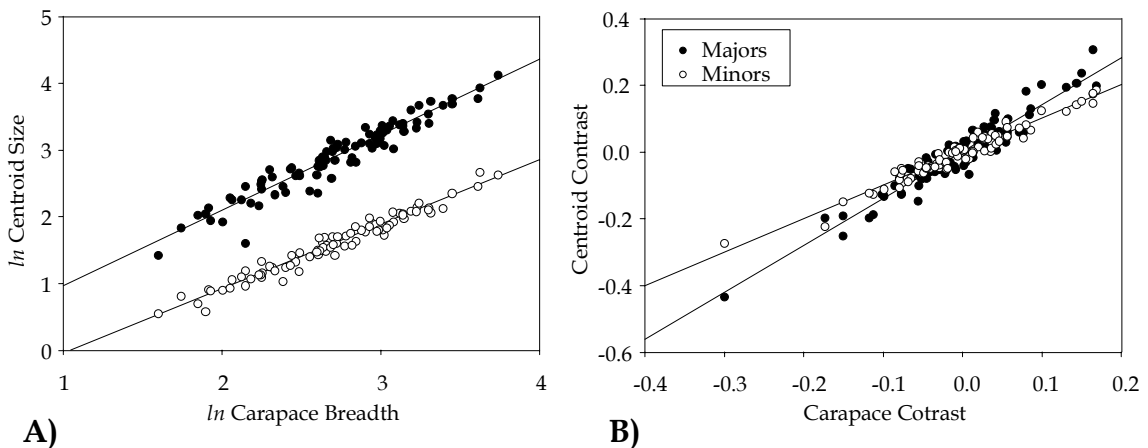 5
4
3
2
1
0
ln Centroid Size
1
2
3
4
ln Carapace Breadth
A)
0.4
0.2
0.0
-0.2
-0.4
-0.6
Centroid Contrast
Majors
Minors
-0.4
-0.3
-0.2
-0.1
0.0
0.1
0.2
Carapace Cotrast
B)